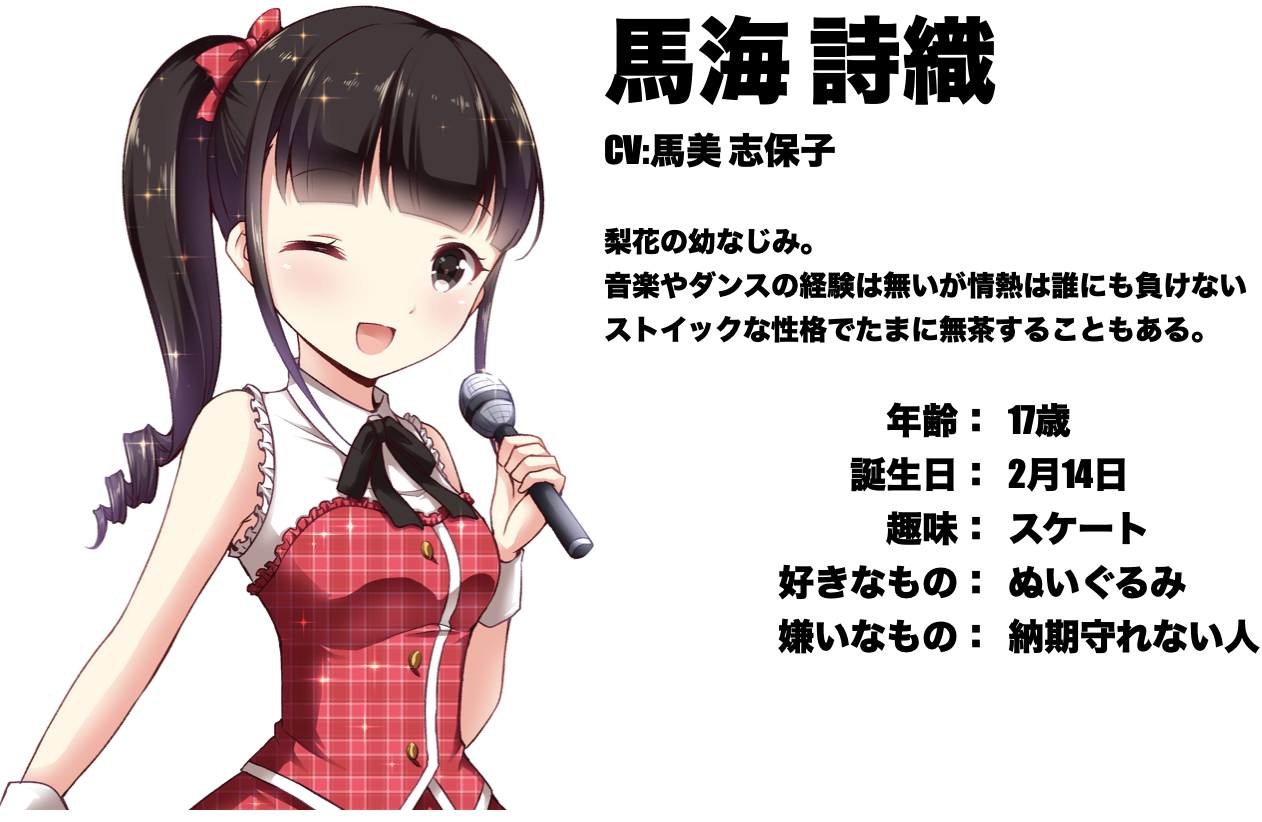 馬海 詩織
CV:馬美 志保子
梨花の幼なじみ。
音楽やダンスの経験は無いが情熱は誰にも負けない
ストイックな性格でたまに無茶することもある。
年齢： 17歳
誕生日： 2月14日
趣味： スケート
好きなもの： ぬいぐるみ
嫌いなもの： 納期守れない人